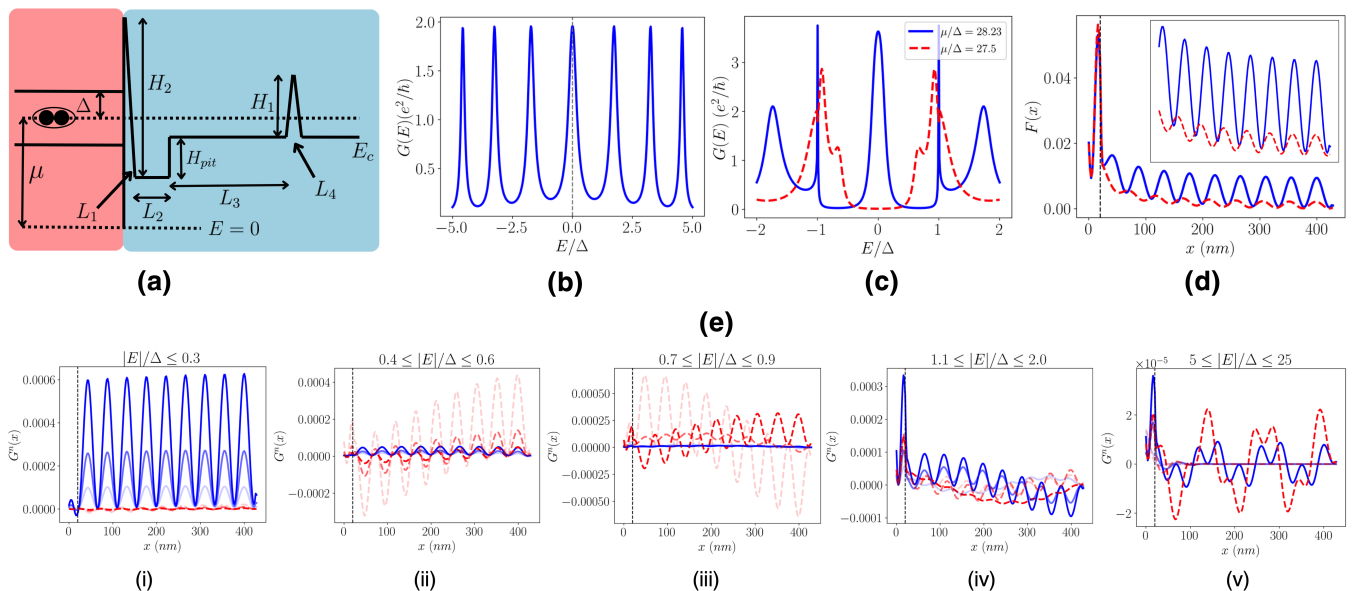 Δ
μ
H₂
H₁
H_pit
E_c
L₁
L₂
L₃
L₄
E = 0
(a)
G(E)(e²/ℏ)
2.0
1.5
1.0
0.5
−5.0 −2.5 0.0 2.5 5.0
E/Δ
(b)
G(E) (e²/ℏ)
3
2
1
0
μ/Δ = 28.23
μ/Δ = 27.5
−2 −1 0 1 2
E/Δ
(c)
F(x)
0.04
0.02
0.00
0 100 200 300 400
x (nm)
(d)
(e)
|E|/Δ ≤ 0.3
Gⁿ(x)
0.0006
0.0004
0.0002
0.0000
0 100 200 300 400
x (nm)
(i)
0.4 ≤ |E|/Δ ≤ 0.6
Gⁿ(x)
0.0004
0.0002
0.0000
−0.0002
0 100 200 300 400
x (nm)
(ii)
0.7 ≤ |E|/Δ ≤ 0.9
Gⁿ(x)
0.00050
0.00025
0.00000
−0.00025
−0.00050
0 100 200 300 400
x (nm)
(iii)
1.1 ≤ |E|/Δ ≤ 2.0
Gⁿ(x)
0.0003
0.0002
0.0001
0.0000
−0.0001
0 100 200 300 400
x (nm)
(iv)
×10⁻⁵
5 ≤ |E|/Δ ≤ 25
Gⁿ(x)
2
0
−2
0 100 200 300 400
x (nm)
(v)